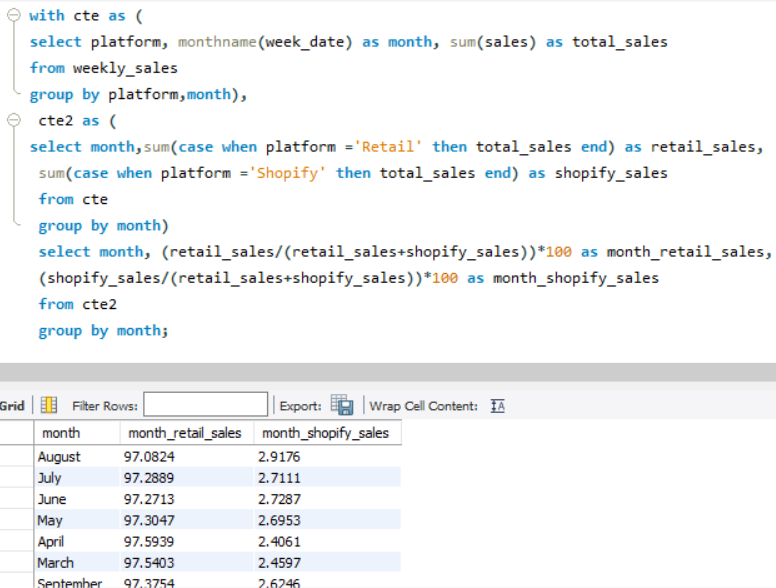 with cte as (
select platform, monthname(week_date) as month, sum(sales) as total_sales
from weekly_sales
group by platform,month),
cte2 as (
select month,sum(case when platform ='Retail' then total_sales end) as retail_sales,
sum(case when platform ='Shopify' then total_sales end) as shopify_sales
from cte
group by month)
select month, (retail_sales/(retail_sales+shopify_sales))*100 as month_retail_sales,
(shopify_sales/(retail_sales+shopify_sales))*100 as month_shopify_sales
from cte2
group by month;
Grid Filter Rows: Export: Wrap Cell Content: IA
month month_retail_sales month_shopify_sales
August 97.0824 2.9176
July 97.2889 2.7111
June 97.2713 2.7287
May 97.3047 2.6953
April 97.5939 2.4061
March 97.5403 2.4597
September 97.3754 2.6246